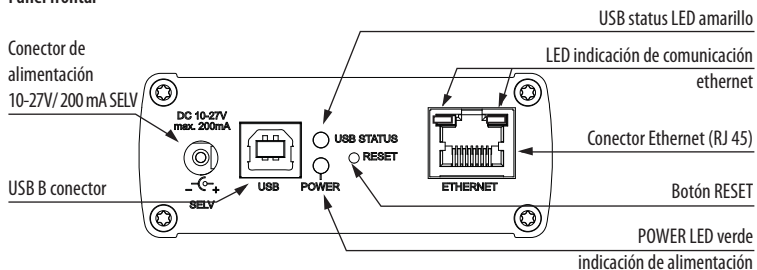 Panel frontal
USB status LED amarillo
Conector de
alimentación
10-27V/ 200 mA SELV
LED indicación de comunicación
ethernet
DC 10-27V
max. 200mA
USB STATUS
RESET
Conector Ethernet (RJ 45)
USB B conector
- +
SELV
USB
POWER
ETHERNET
Botón RESET
POWER LED verde
indicación de alimentación